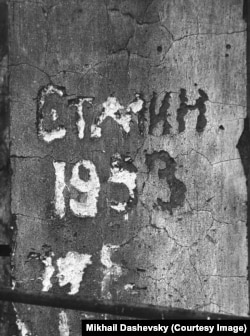 Сталин
1953
Mikhail Dashevsky (Courtesy Image)